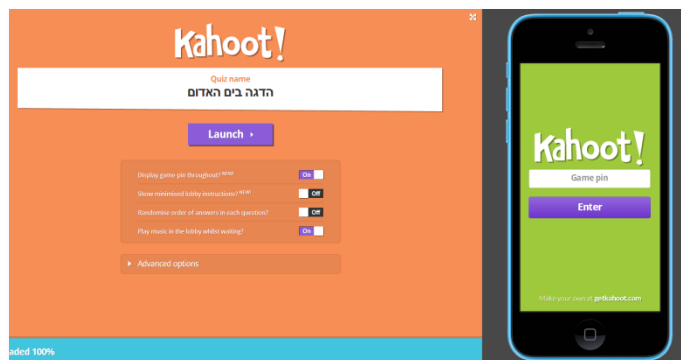 Kahoot!
Quiz name
הדגה בים האדום
Launch
Display game pin throughout? NEW!
On
Show minimised lobby instructions? NEW!
Off
Randomise order of answers in each question?
Off
Play music in the lobby whilst waiting?
On
Advanced options
aded 100%
Kahoot!
Game pin
Enter
Make your own at getkahoot.com